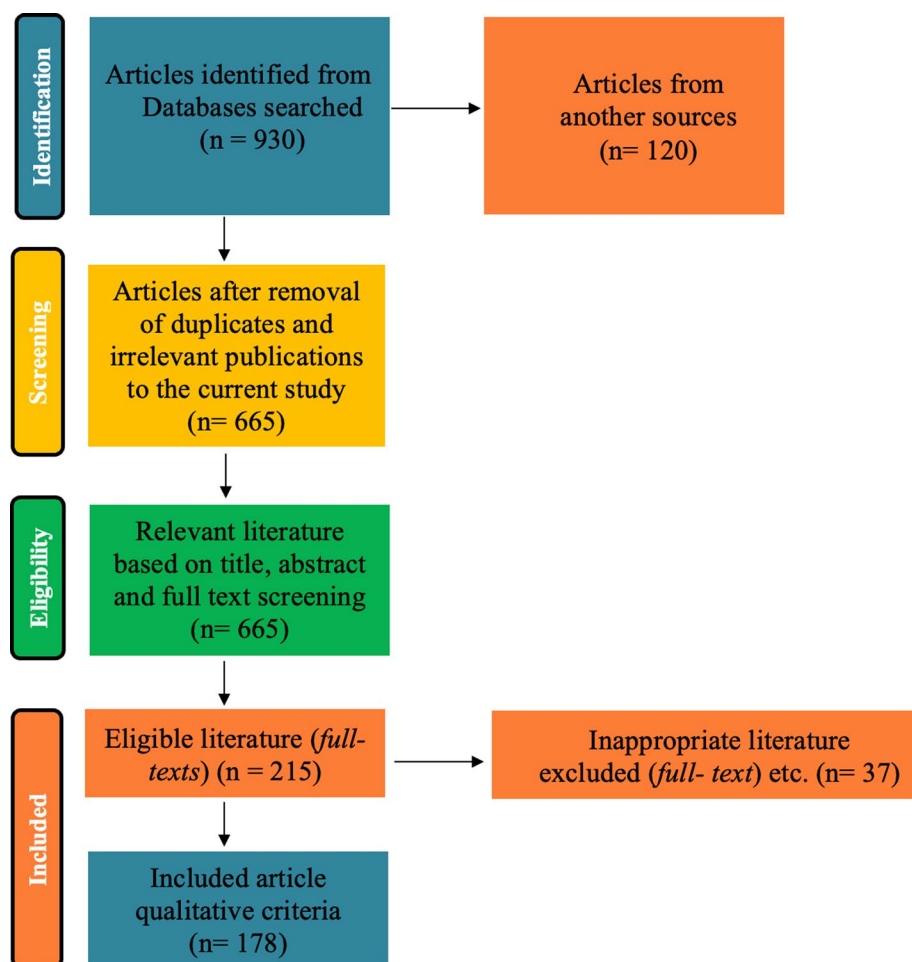 Identification
Articles identified from
Databases searched
(n = 930)
Articles from
another sources
(n= 120)
Screening
Articles after removal
of duplicates and
irrelevant publications
to the current study
(n= 665)
Eligibility
Relevant literature
based on title, abstract
and full text screening
(n= 665)
Included
Eligible literature (full-
texts) (n = 215)
Inappropriate literature
excluded (full- text) etc. (n= 37)
Included article
qualitative criteria
(n= 178)